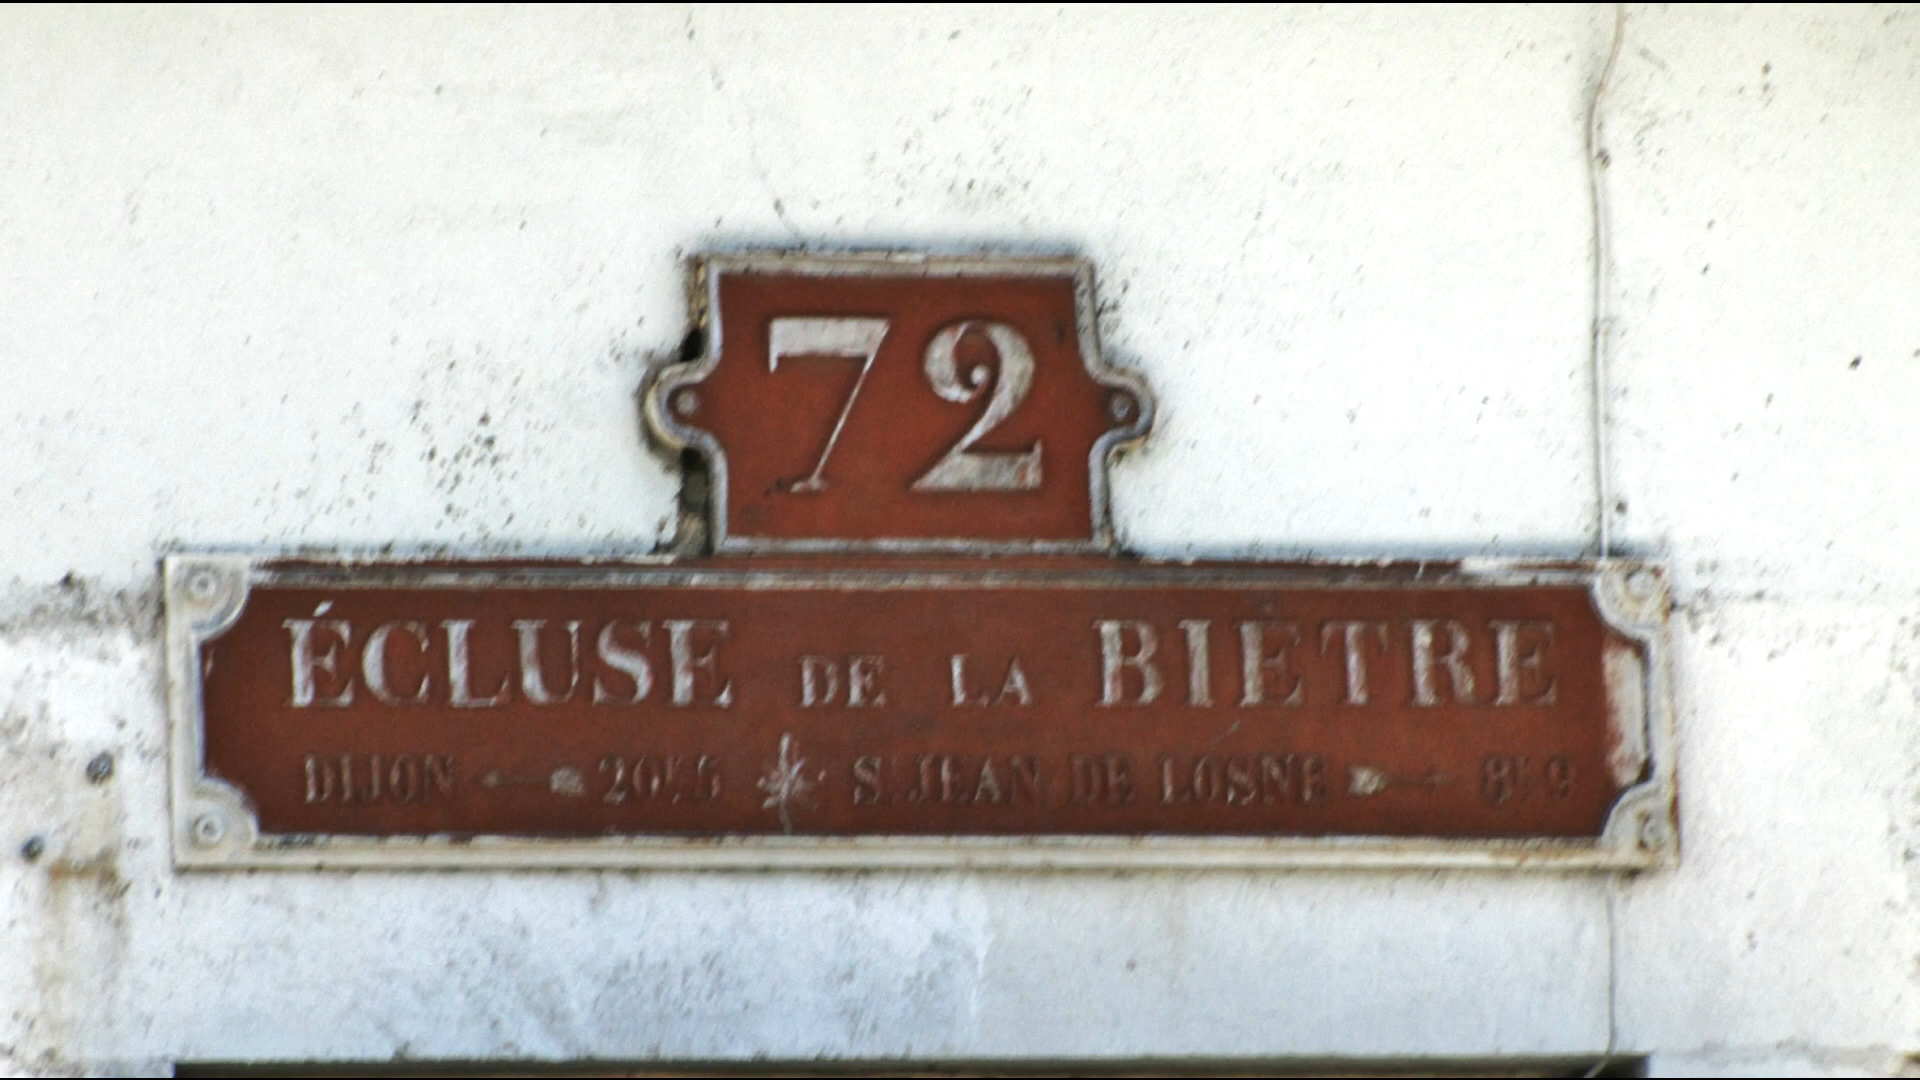 72
ÉCLUSE DE LA BIÈTRE
DIJON S. JEAN DE LOSNE